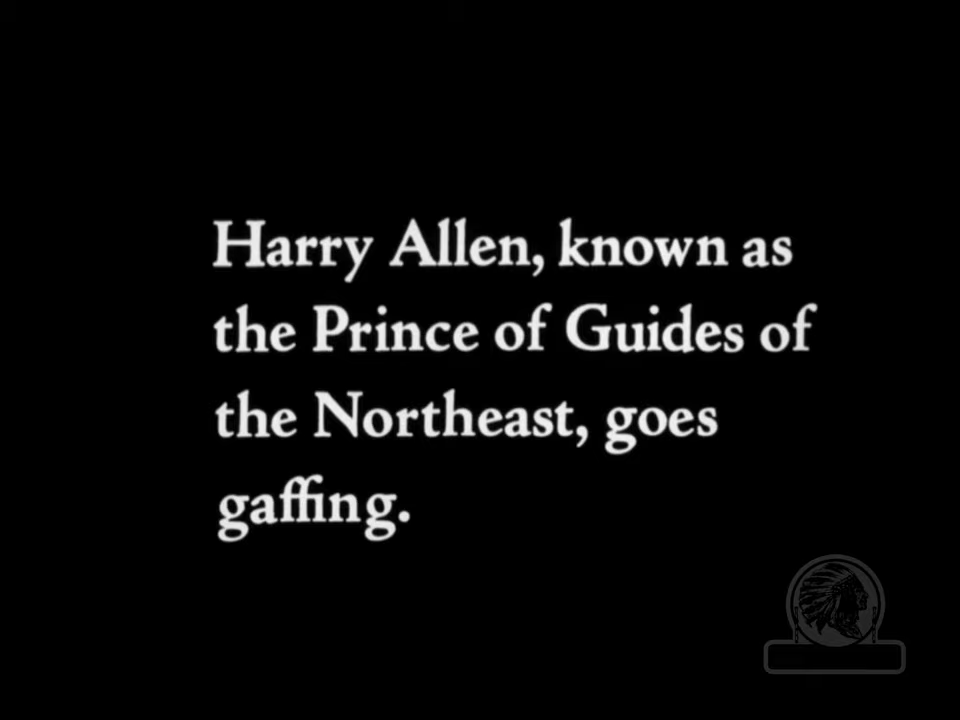 Harry Allen, known as
the Prince of Guides of
the Northeast, goes
gaffing.